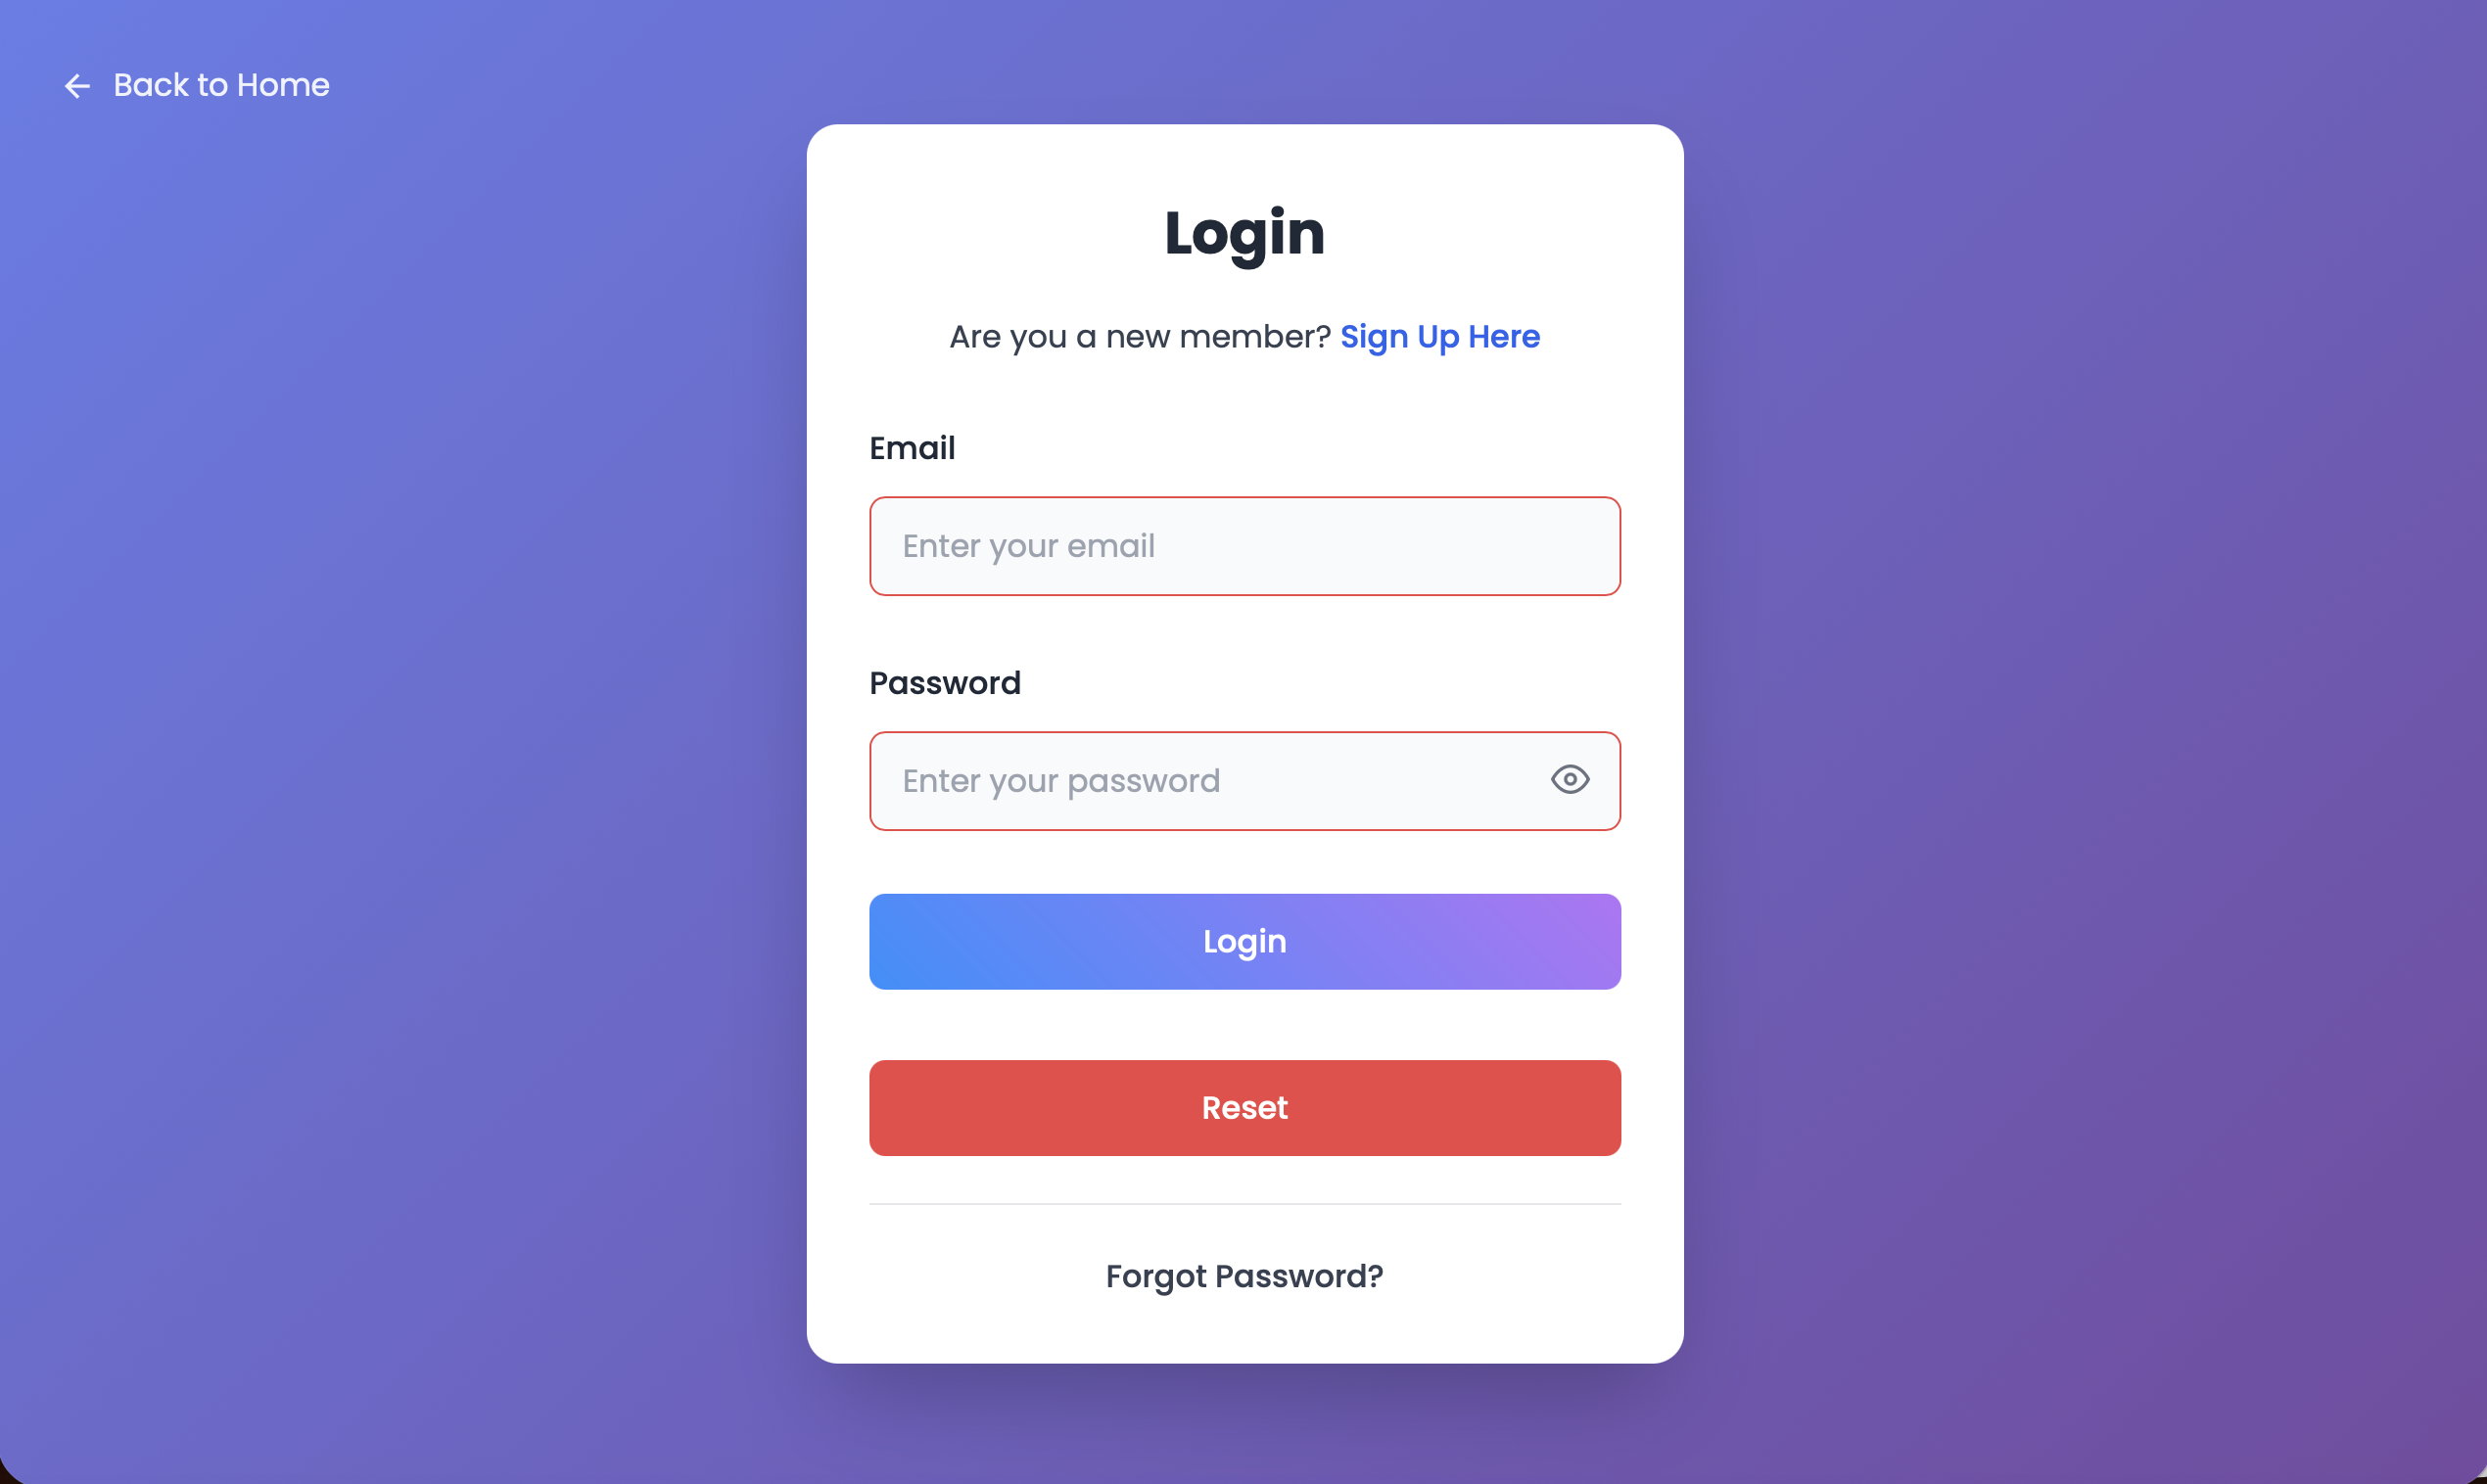 Back to Home
Login
Are you a new member? Sign Up Here
Email
Enter your email
Password
Enter your password
Login
Reset
Forgot Password?